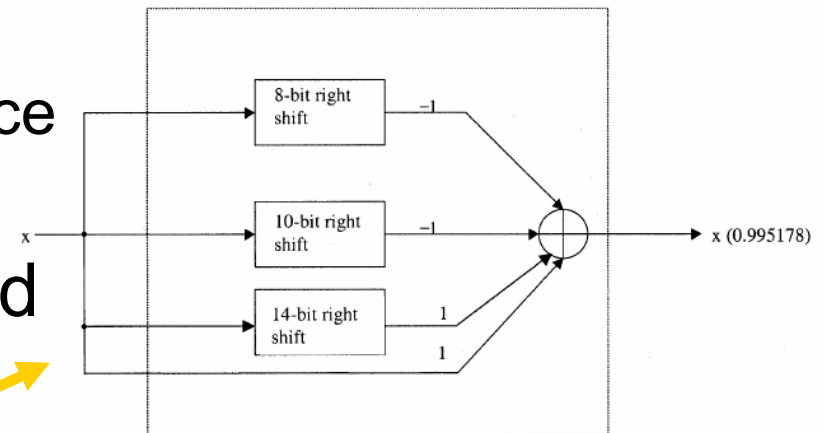 ce
d
x
8-bit right
shift
−1
10-bit right
shift
−1
14-bit right
shift
1
1
x (0.995178)